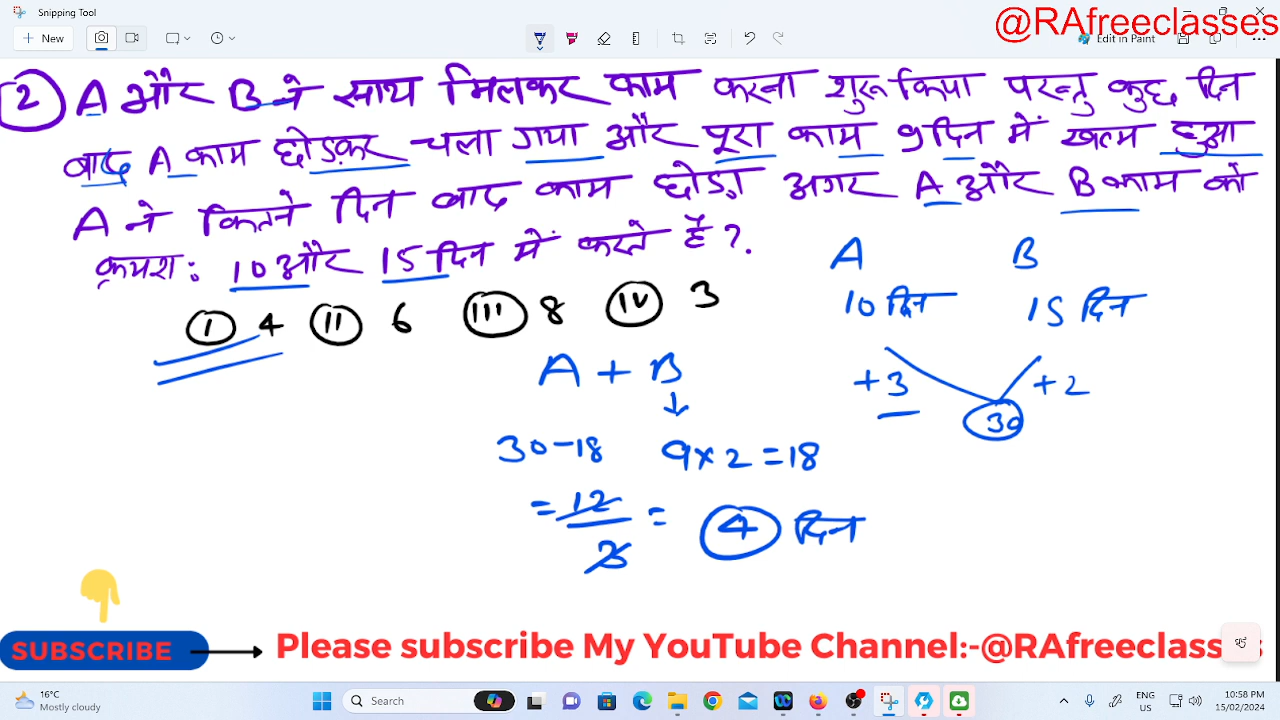 Snipping Tool
@RAfreeclasses
New
Edit in Paint
2 A और B ने साथ मिलकर काम करना शुरू किया परन्तु कुछ दिन
बाद A काम छोड़कर चला गया और पूरा काम 9 दिन में खत्म हुआ
A ने कितने दिन बाद काम छोड़ा अगर A और B काम को
क्रमश: 10 और 15 दिन में करते हैं ?.
I 4 II 6 III 8 IV 3
A B
10 दिन 15 दिन
+3 +2
30
A + B
↓
30-18 9×2=18
= 12/3 = 4 दिन
SUBSCRIBE
Please subscribe My YouTube Channel:-@RAfreeclasses
16°C
Mostly cloudy
Search
ENG
US
10:38 PM
15/02/2024